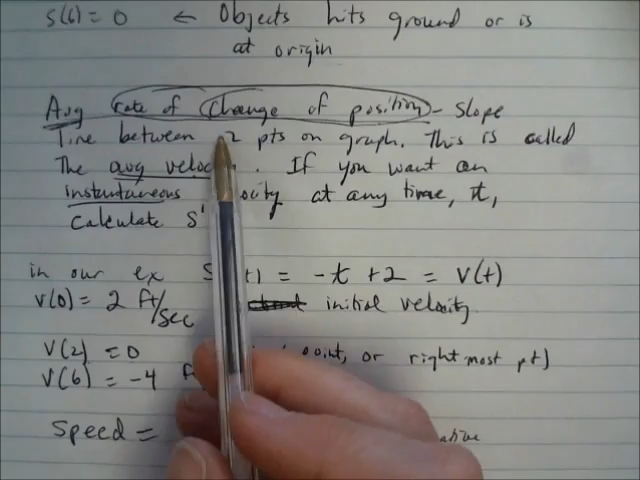 s(6) = 0 ← Objects hits ground or is
at origin
Avg rate of change of position - slope
Tine between 2 pts on graph. This is called
The avg veloc . If you want an
instantaneous ocity at any time, t,
calculate s'
in our ex = -t + 2 = v(t)
v(0) = 2 ft/sec initial velocity
v(2) = 0 point, or right most pt)
v(6) = -4
Speed =